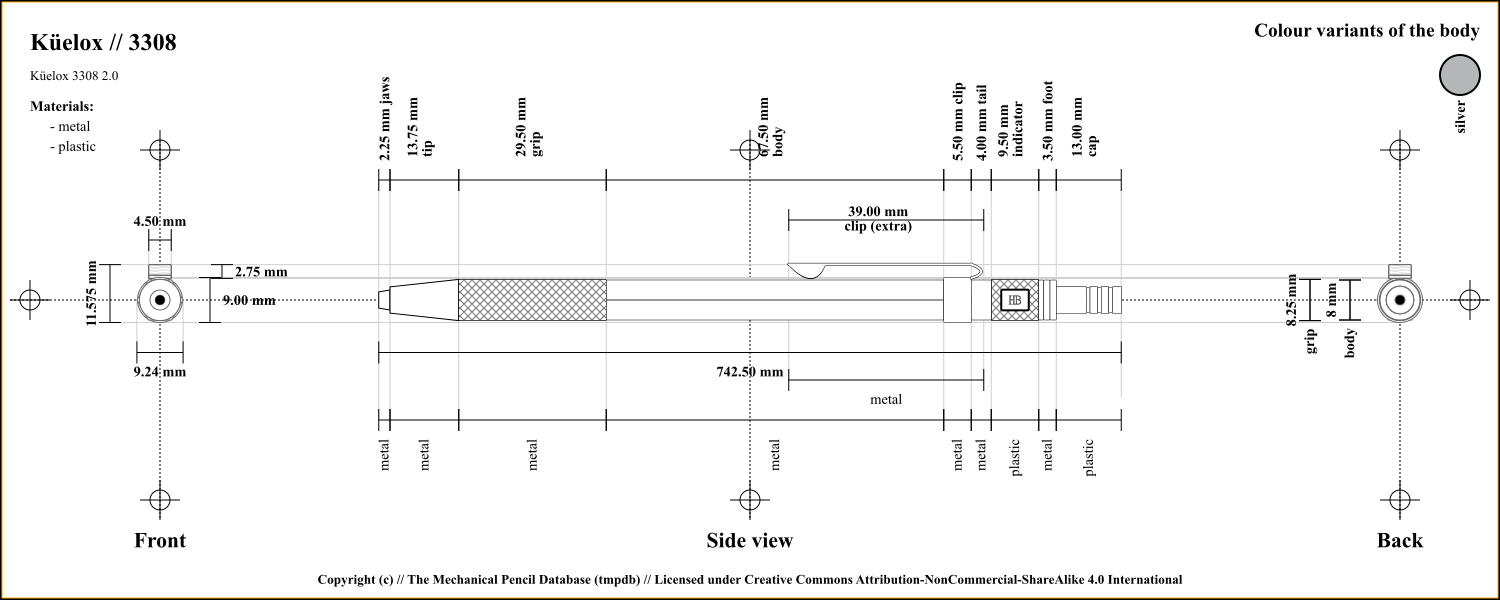 Küelox // 3308
Colour variants of the body
Küelox 3308 2.0
Materials:
- metal
- plastic
silver
2.25 mm jaws
13.75 mm
tip
29.50 mm
grip
67.50 mm
body
5.50 mm clip
4.00 mm tail
9.50 mm
indicator
3.50 mm foot
13.00 mm
cap
39.00 mm
clip (extra)
4.50 mm
2.75 mm
11.575 mm
9.00 mm
9.24 mm
HB
8.25 mm
grip
8 mm
body
742.50 mm
metal
metal
metal
metal
metal
metal
metal
plastic
metal
plastic
Front
Side view
Back
Copyright (c) // The Mechanical Pencil Database (tmpdb) // Licensed under Creative Commons Attribution-NonCommercial-ShareAlike 4.0 International